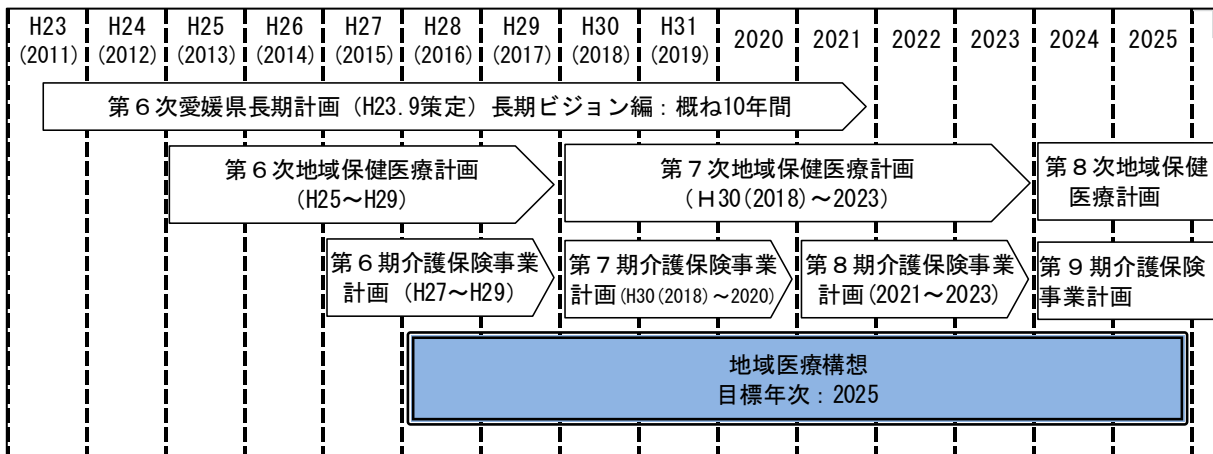 H23 H24 H25 H26 H27 H28 H29 H30 H31 2020 2021 2022 2023 2024 2025
(2011) (2012) (2013) (2014) (2015) (2016) (2017) (2018) (2019)
第６次愛媛県長期計画（H23.9策定）長期ビジョン編：概ね10年間
第６次地域保健医療計画
(H25～H29)
第７次地域保健医療計画
(Ｈ30(2018)～2023)
第８次地域保健
医療計画
第６期介護保険事業
計画（H27～H29）
第７期介護保険事業
計画(H30(2018)～2020)
第８期介護保険事業
計画(2021～2023)
第９期介護保険
事業計画
地域医療構想
目標年次：2025